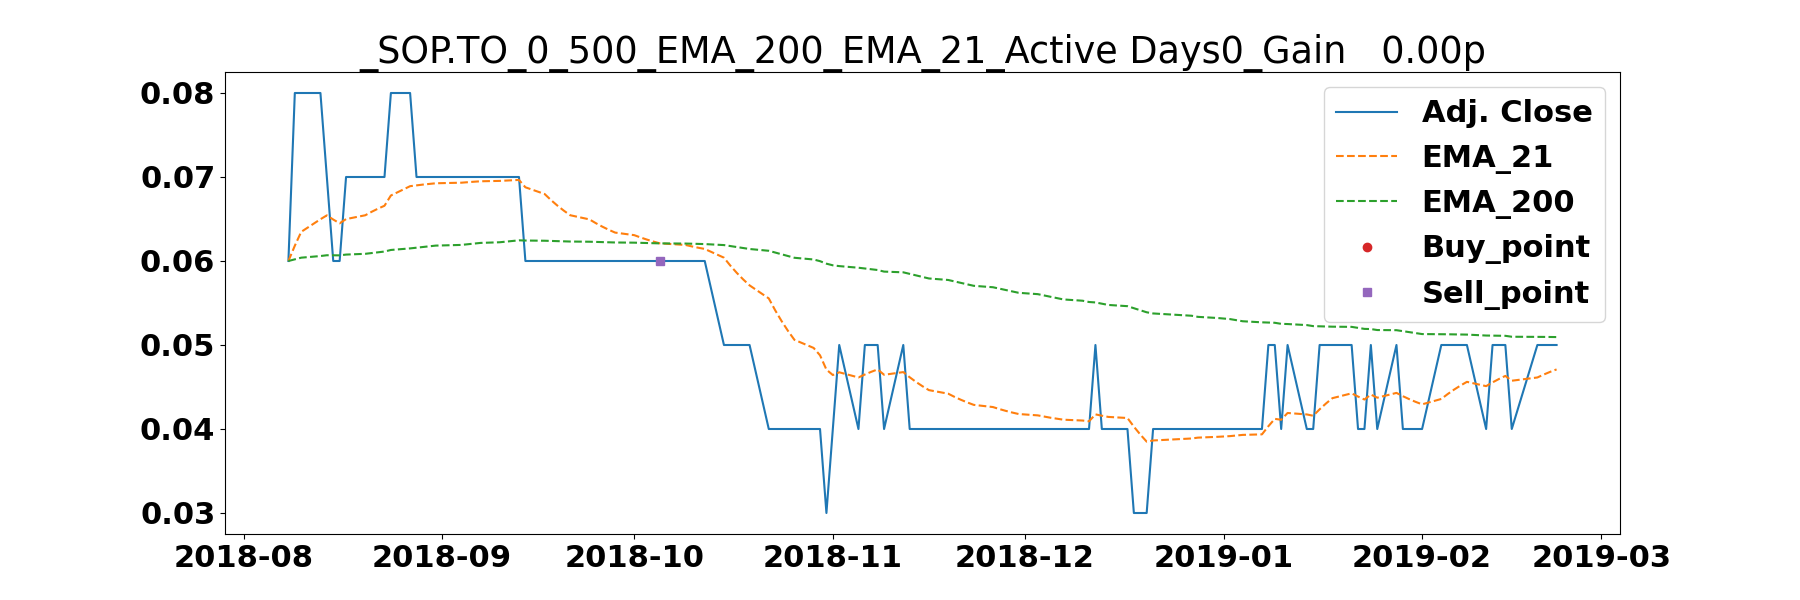 _SOP.TO_0_500_EMA_200_EMA_21_Active Days0_Gain   0.00p
0.08
0.07
0.06
0.05
0.04
0.03
Adj. Close
EMA_21
EMA_200
Buy_point
Sell_point
2018-08 2018-09 2018-10 2018-11 2018-12 2019-01 2019-02 2019-03